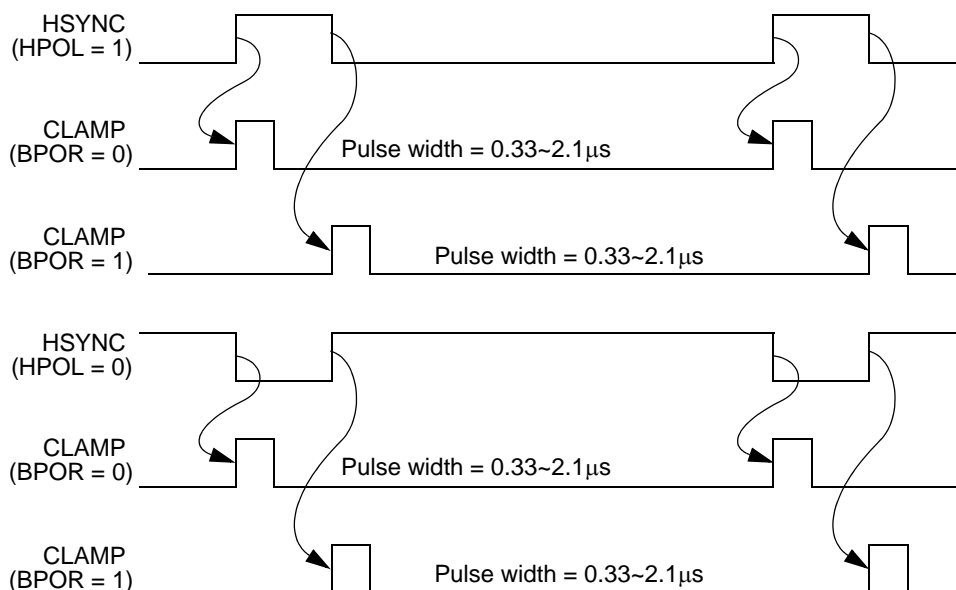 HSYNC
(HPOL = 1)
CLAMP
(BPOR = 0)
Pulse width = 0.33~2.1μs
CLAMP
(BPOR = 1)
Pulse width = 0.33~2.1μs
HSYNC
(HPOL = 0)
CLAMP
(BPOR = 0)
Pulse width = 0.33~2.1μs
CLAMP
(BPOR = 1)
Pulse width = 0.33~2.1μs